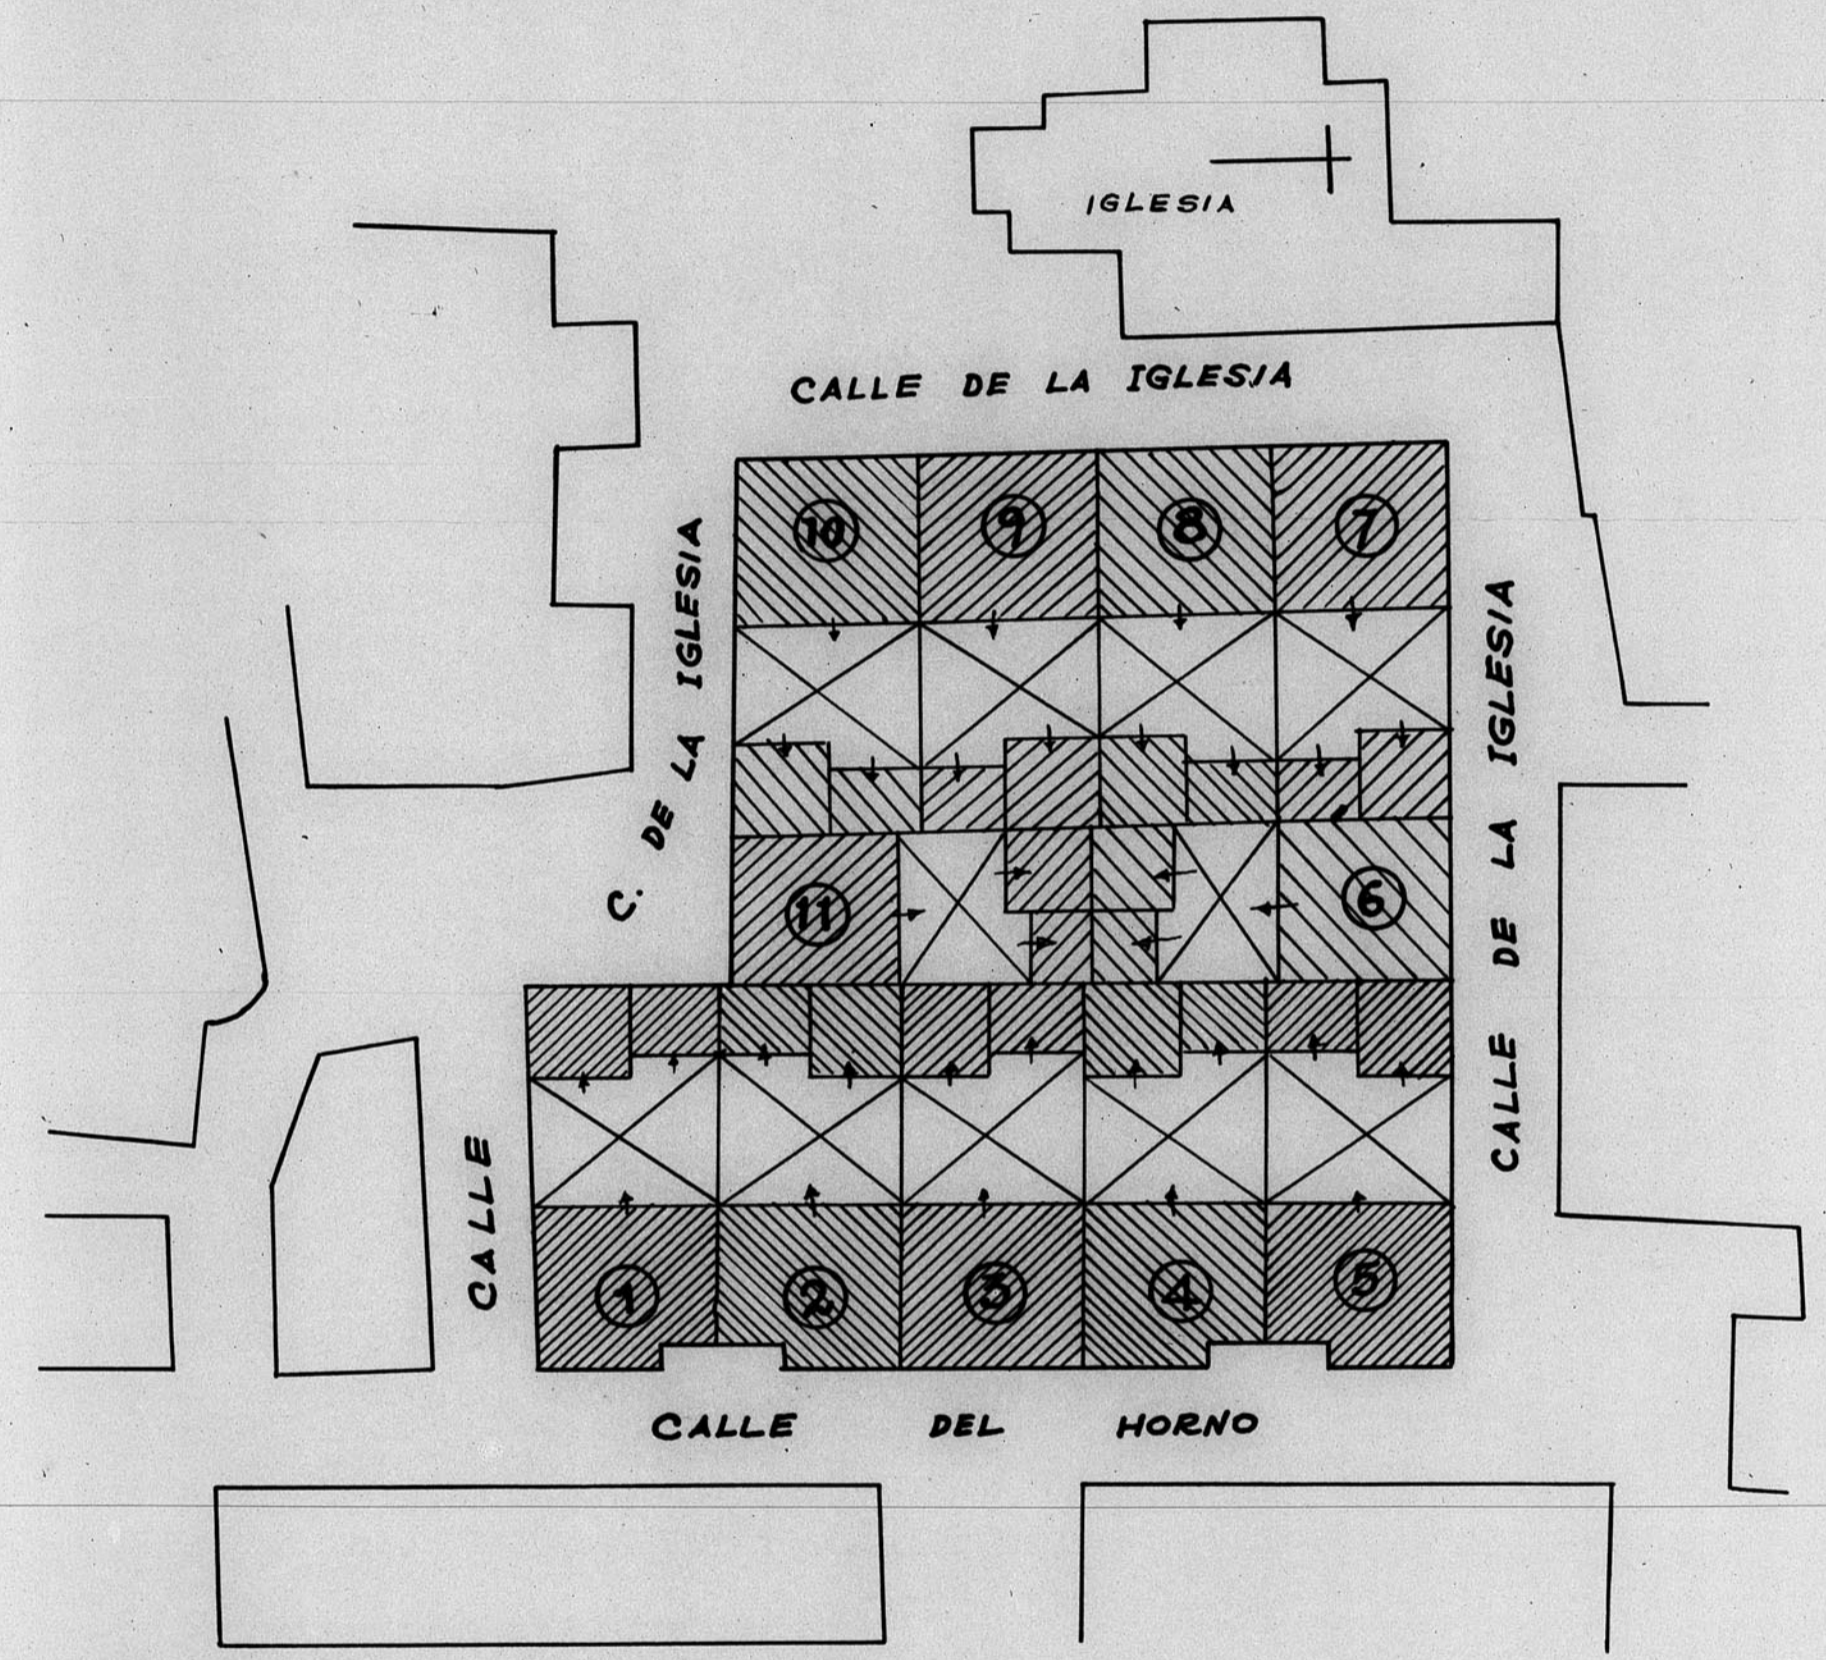 IGLESIA
CALLE DE LA IGLESIA
10 9 8 7
C. DE LA IGLESIA
CALLE DE LA IGLESIA
11 6
CALLE
1 2 3 4 5
CALLE DEL HORNO